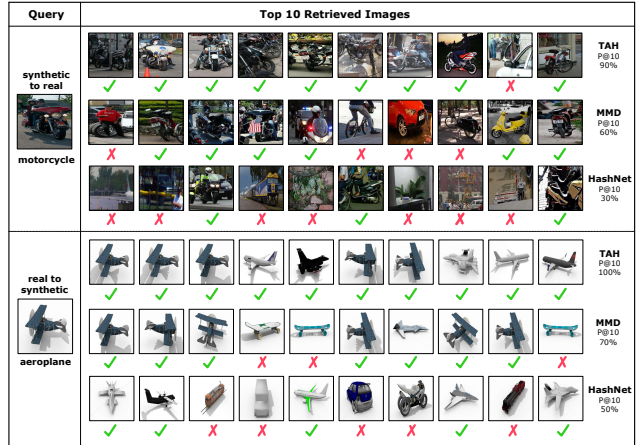 Query
Top 10 Retrieved Images
synthetic
to real
motorcycle
TAH
P@10
90%
MMD
P@10
60%
HashNet
P@10
30%
real to
synthetic
aeroplane
TAH
P@10
100%
MMD
P@10
70%
HashNet
P@10
50%